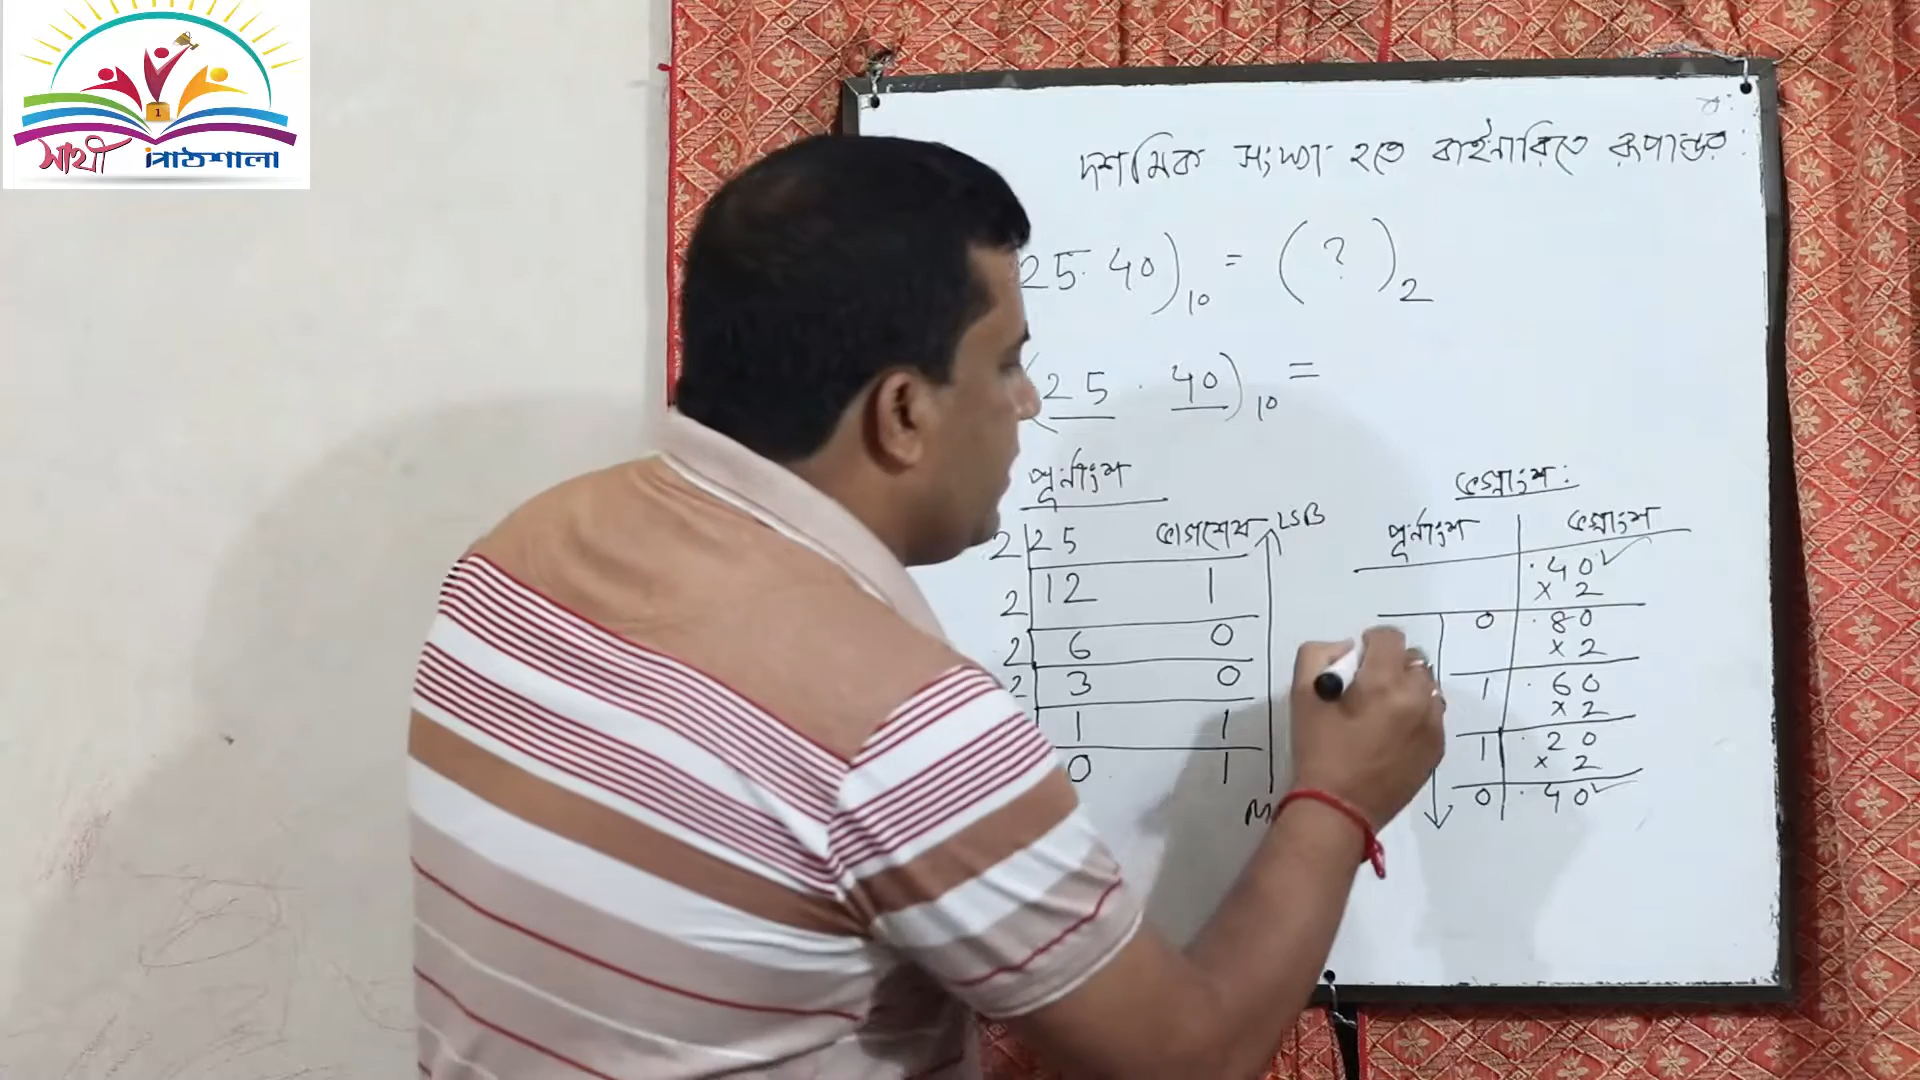 সাথী পাঠশালা
1
দশমিক সংখ্যা হতে বাইনারিতে রূপান্তর:
25.40)10 = (?)2
(25.40)10 =
পূর্নাংশ
ভগ্নাংশ:
2 25 ভাগশেষ LSB
2 12 1
2 6 0
2 3 0
1 1
0 1
M
পূর্নাংশ ভগ্নাংশ
.40
x 2
0 .80
x 2
1 .60
x 2
1 .20
x 2
0 .40